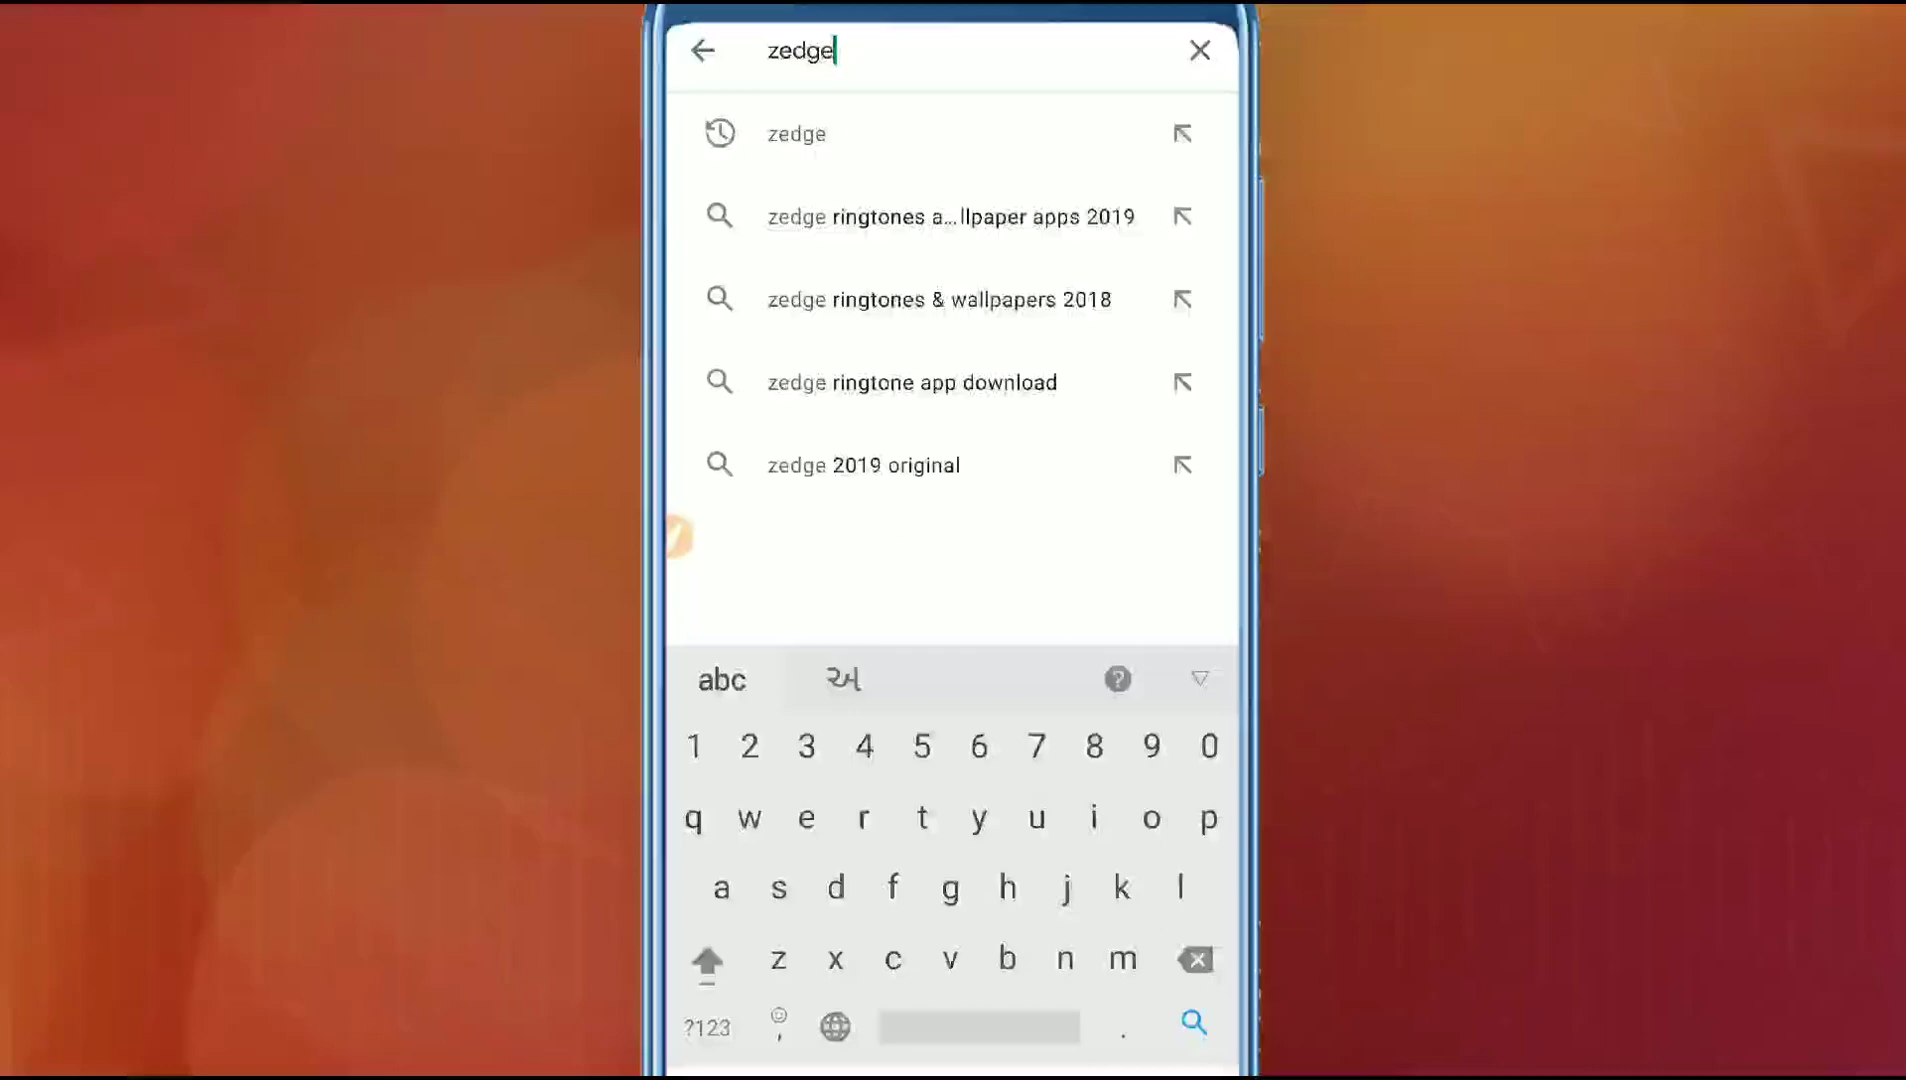 zedge
zedge
zedge ringtones a...llpaper apps 2019
zedge ringtones & wallpapers 2018
zedge ringtone app download
zedge 2019 original
abc અ
1 2 3 4 5 6 7 8 9 0
q w e r t y u i o p
a s d f g h j k l
z x c v b n m
?123 , .